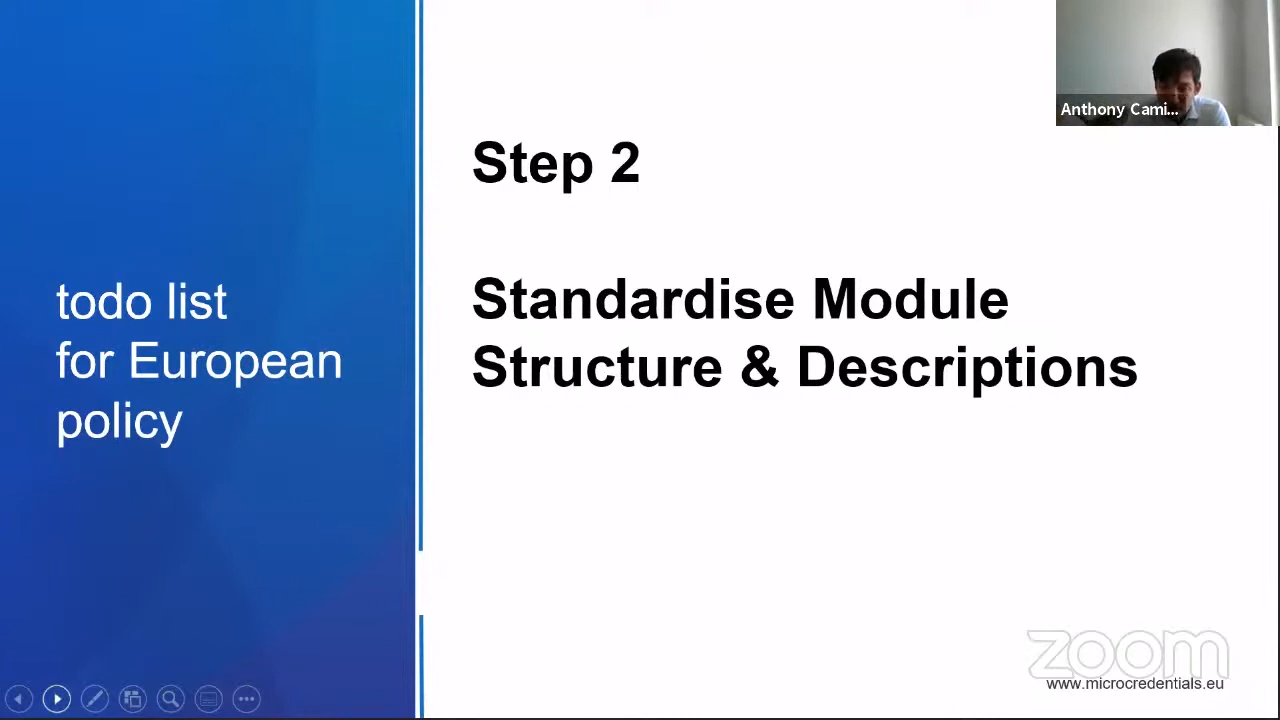 Anthony Cami...
Step 2
Standardise Module
Structure & Descriptions
todo list
for European
policy
zoom
www.microcredentials.eu